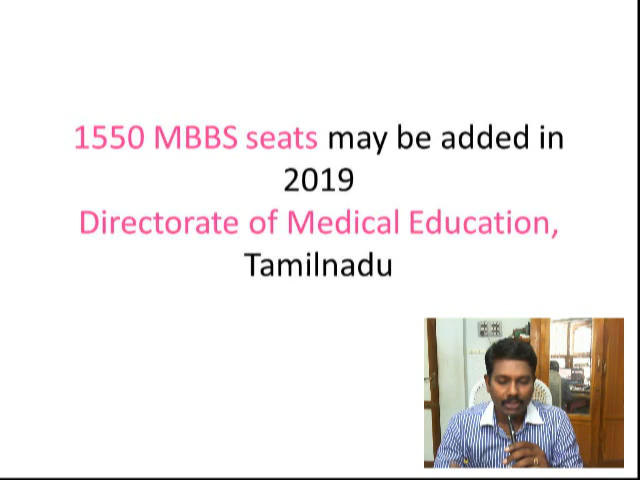 1550 MBBS seats may be added in
2019
Directorate of Medical Education,
Tamilnadu